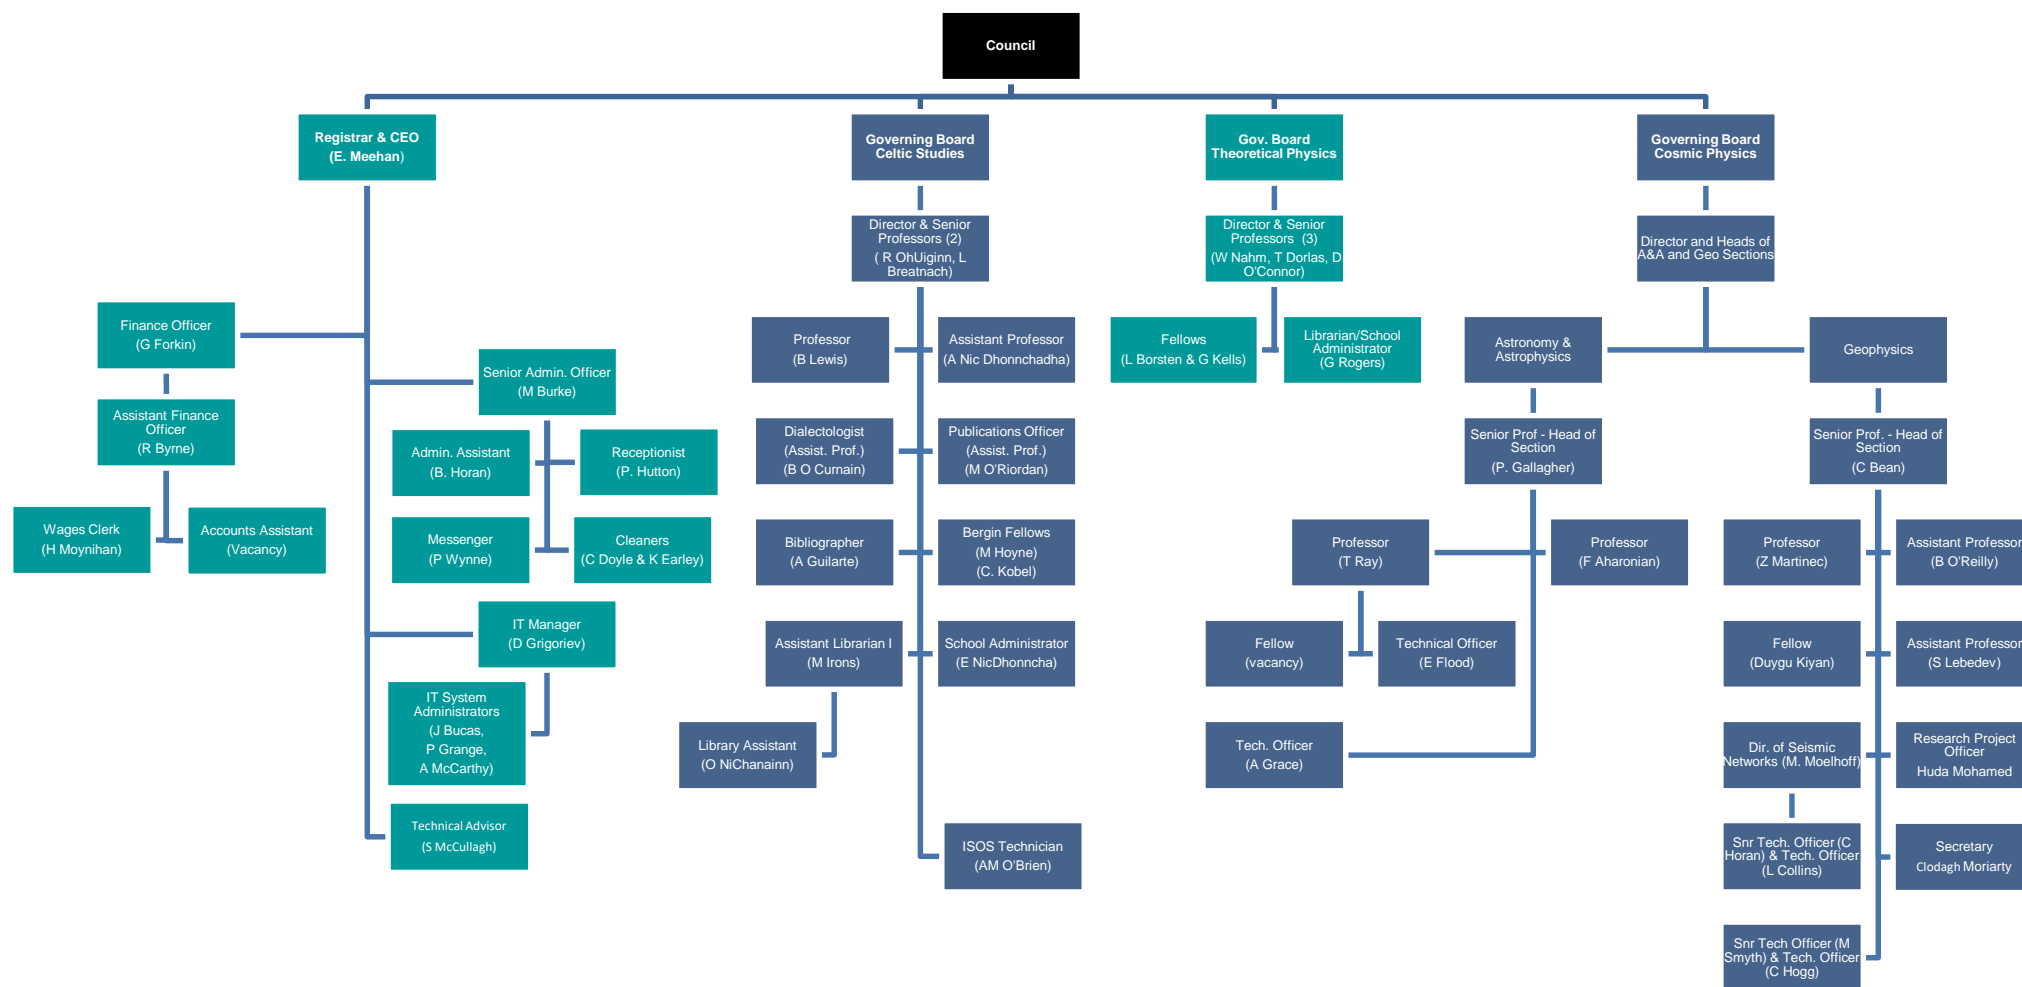 Council
Registrar & CEO
(E. Meehan)
Governing Board
Celtic Studies
Gov. Board
Theoretical Physics
Governing Board
Cosmic Physics
Director & Senior
Professors (2)
( R OhUiginn, L
Breatnach)
Director & Senior
Professors  (3)
(W Nahm, T Dorlas, D
O'Connor)
Director and Heads of
A&A and Geo Sections
Finance Officer
(G Forkin)
Senior Admin. Officer
(M Burke)
Assistant Finance
Officer
(R Byrne)
Admin. Assistant
(B. Horan)
Receptionist
(P. Hutton)
Wages Clerk
(H Moynihan)
Accounts Assistant
(Vacancy)
Messenger
(P Wynne)
Cleaners
(C Doyle & K Earley)
IT Manager
(D Grigoriev)
IT System
Administrators
(J Bucas,
P Grange,
A McCarthy)
Technical Advisor
(S McCullagh)
Professor
(B Lewis)
Assistant Professor
(A Nic Dhonnchadha)
Dialectologist
(Assist. Prof.)
(B O Curnain)
Publications Officer
(Assist. Prof.)
(M O'Riordan)
Bibliographer
(A Guilarte)
Bergin Fellows
(M Hoyne)
(C. Kobel)
Assistant Librarian I
(M Irons)
School Administrator
(E NicDhonncha)
Library Assistant
(O NiChanainn)
ISOS Technician
(AM O'Brien)
Fellows
(L Borsten & G Kells)
Librarian/School
Administrator
(G Rogers)
Astronomy &
Astrophysics
Geophysics
Senior Prof - Head of
Section
(P. Gallagher)
Senior Prof. - Head of
Section
(C Bean)
Professor
(T Ray)
Professor
(F Aharonian)
Fellow
(vacancy)
Technical Officer
(E Flood)
Tech. Officer
(A Grace)
Professor
(Z Martinec)
Assistant Professor
(B O'Reilly)
Fellow
(Duygu Kiyan)
Assistant Professor
(S Lebedev)
Dir. of Seismic
Networks (M. Moelhoff)
Research Project
Officer
Huda Mohamed
Snr Tech. Officer (C
Horan) & Tech. Officer
(L Collins)
Secretary
Clodagh Moriarty
Snr Tech Officer (M
Smyth) & Tech. Officer
(C Hogg)